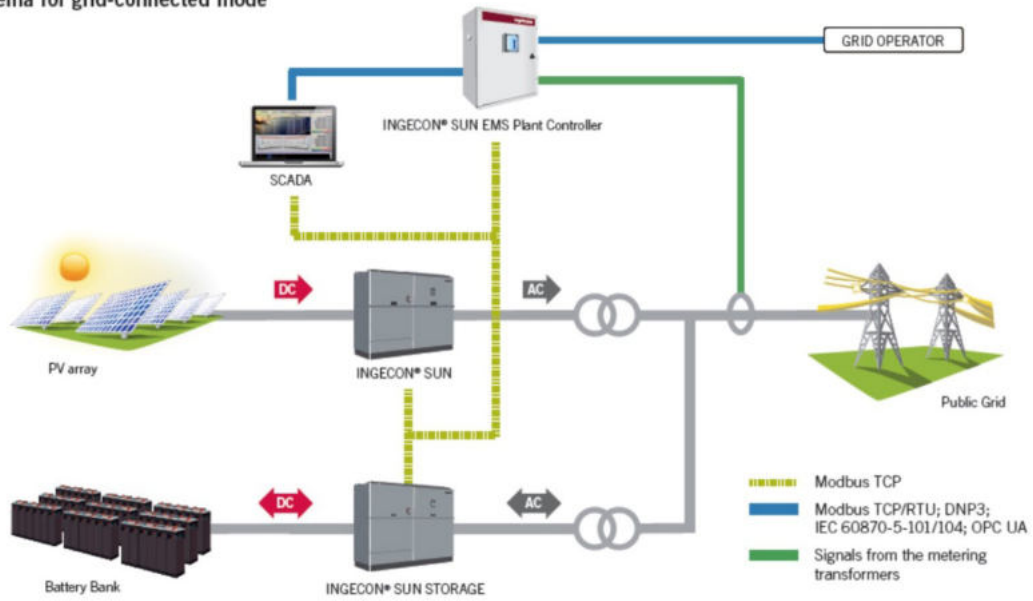 ema for grid-connected mode
GRID OPERATOR
INGECON® SUN EMS Plant Controller
SCADA
DC
AC
PV array
INGECON® SUN
Public Grid
DC
AC
Battery Bank
INGECON® SUN STORAGE
Modbus TCP
Modbus TCP/RTU; DNP3;
IEC 60870-5-101/104; OPC UA
Signals from the metering
transformers